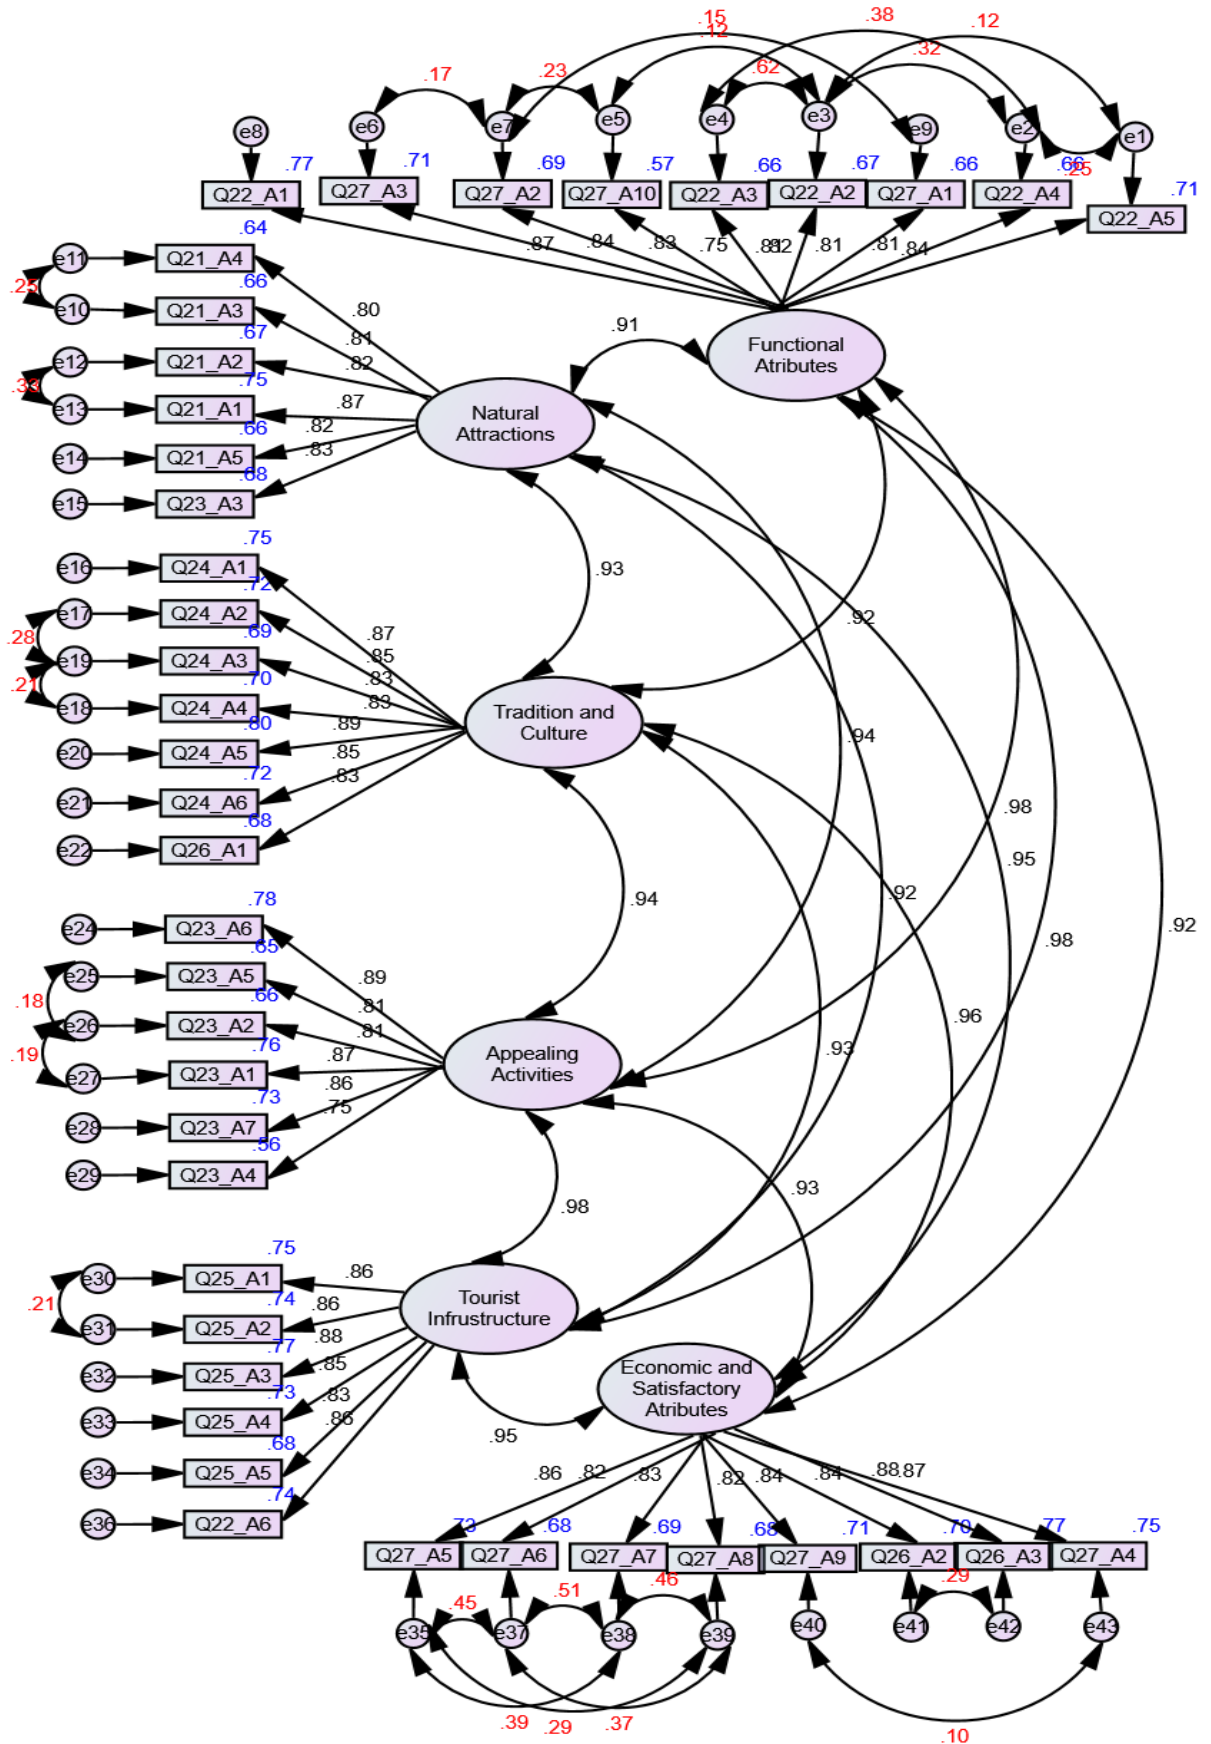 .15
.12
.38
.12
.17
.23
.62
.32
e8
e6
e7
e5
e4
e3
e9
e2
e1
.77
.71
.69
.57
.66
.67
.66
.66
.25
.71
Q22_A1
Q27_A3
Q27_A2
Q27_A10
Q22_A3
Q22_A2
Q27_A1
Q22_A4
Q22_A5
.87
.84
.83
.75
.81
.82
.81
.81
.84
Functional
Atributes
.91
.64
e11
Q21_A4
.25
.66
e10
Q21_A3
.67
e12
Q21_A2
.33
.75
e13
Q21_A1
.66
e14
Q21_A5
.68
e15
Q23_A3
.80
.81
.82
.87
.82
.83
Natural
Attractions
.93
.92
.94
.98
.95
.92
.98
.92
.75
e16
Q24_A1
.72
e17
Q24_A2
.28
.69
e19
Q24_A3
.21
.70
e18
Q24_A4
.80
e20
Q24_A5
.72
e21
Q24_A6
.68
e22
Q26_A1
.87
.85
.83
.83
.89
.85
.83
Tradition and
Culture
.94
.96
.93
.78
e24
Q23_A6
.65
e25
Q23_A5
.18
.66
e26
Q23_A2
.19
.76
e27
Q23_A1
.73
e28
Q23_A7
.56
e29
Q23_A4
.89
.81
.81
.87
.86
.75
Appealing
Activities
.98
.93
.75
e30
Q25_A1
.21
.74
e31
Q25_A2
.77
e32
Q25_A3
.73
e33
Q25_A4
.68
e34
Q25_A5
.74
e36
Q22_A6
.86
.86
.88
.85
.83
.86
Tourist
Infrustructure
.95
Economic and
Satisfactory
Atributes
.86
.82
.83
.82
.84
.84
.88
.87
.73
.68
.69
.68
.71
.70
.77
.75
Q27_A5
Q27_A6
Q27_A7
Q27_A8
Q27_A9
Q26_A2
Q26_A3
Q27_A4
.45
.51
.46
.29
e35
e37
e38
e39
e40
e41
e42
e43
.39
.29
.37
.10